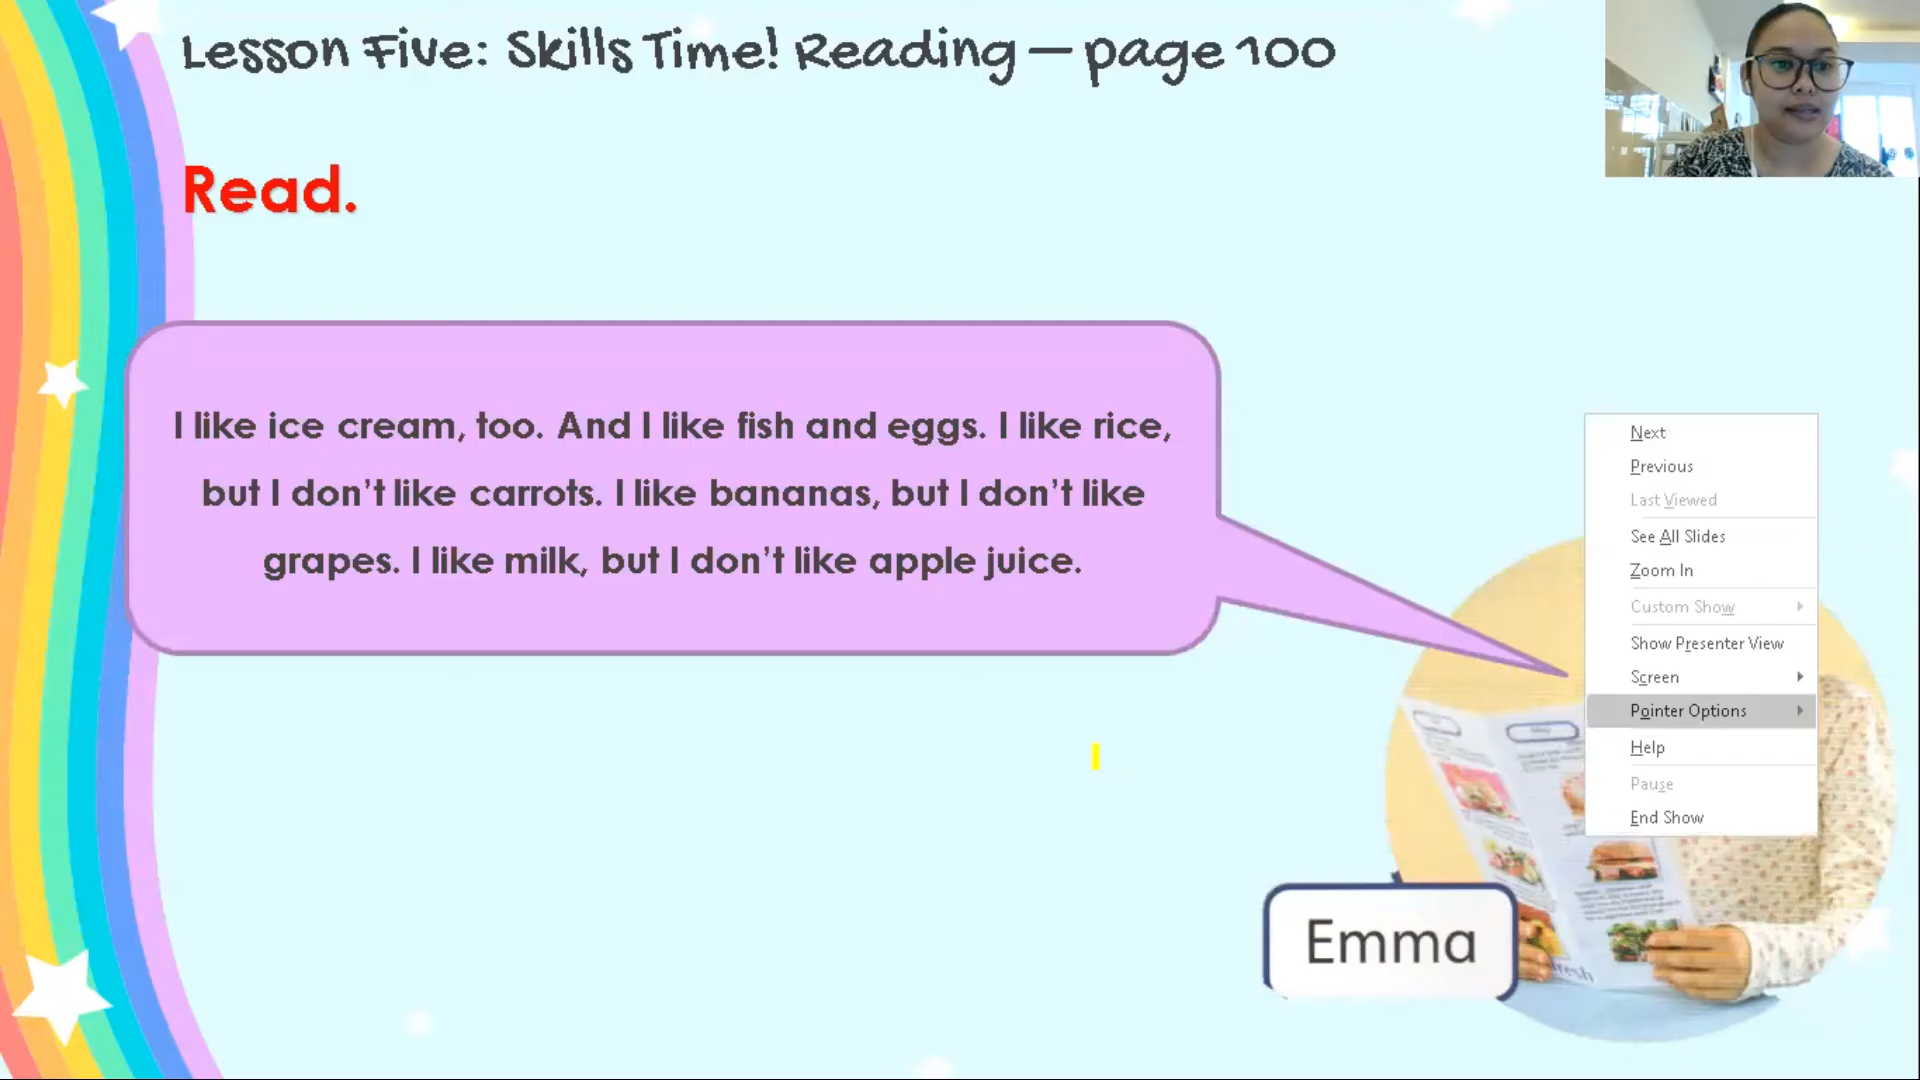 Lesson Five: Skills Time! Reading – page 100
Read.
I like ice cream, too. And I like fish and eggs. I like rice,
but I don't like carrots. I like bananas, but I don't like
grapes. I like milk, but I don't like apple juice.
Next
Previous
Last Viewed
See All Slides
Zoom In
Custom Show
Show Presenter View
Screen
Pointer Options
Help
Pause
End Show
Emma